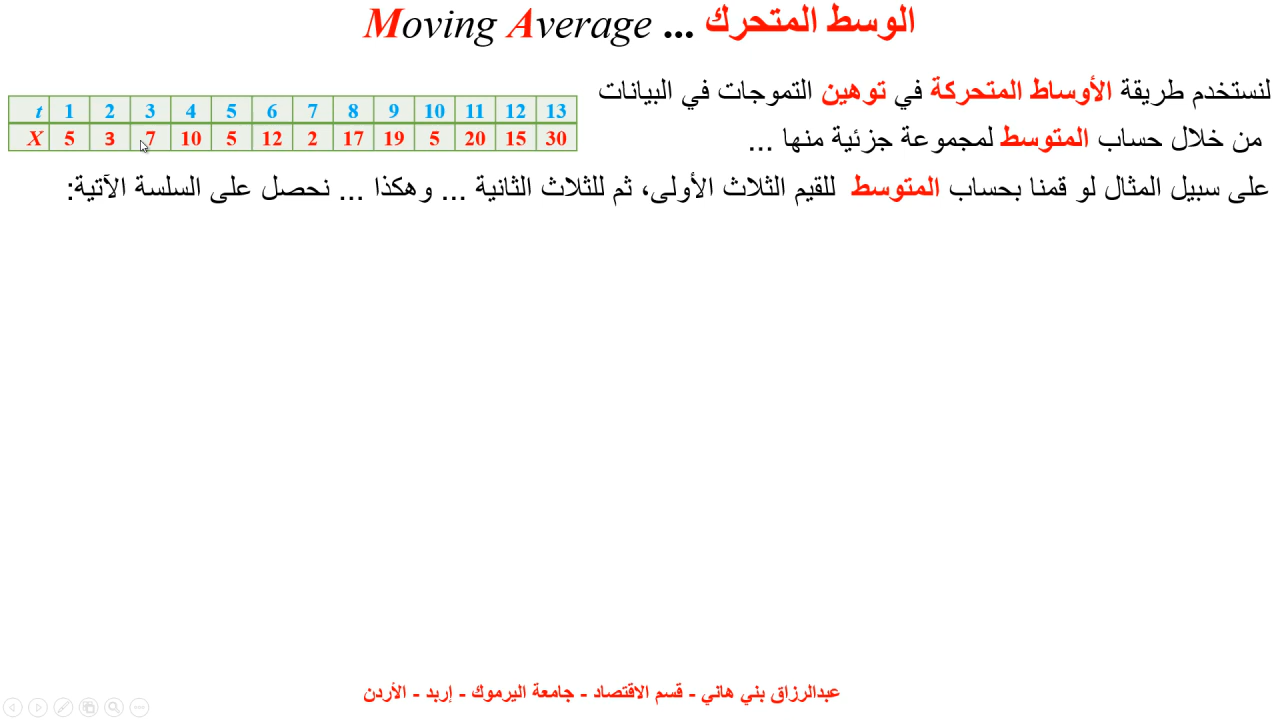 الوسط المتحرك ... Moving Average
لنستخدم طريقة الأوساط المتحركة في توهين التموجات في البيانات
من خلال حساب المتوسط لمجموعة جزئية منها ...
t 1 2 3 4 5 6 7 8 9 10 11 12 13
X 5 3 7 10 5 12 2 17 19 5 20 15 30
على سبيل المثال لو قمنا بحساب المتوسط للقيم الثلاث الأولى، ثم للثلاث الثانية ... وهكذا ... نحصل على السلسة الآتية:
عبدالرزاق بني هاني - قسم الاقتصاد - جامعة اليرموك - إربد - الأردن